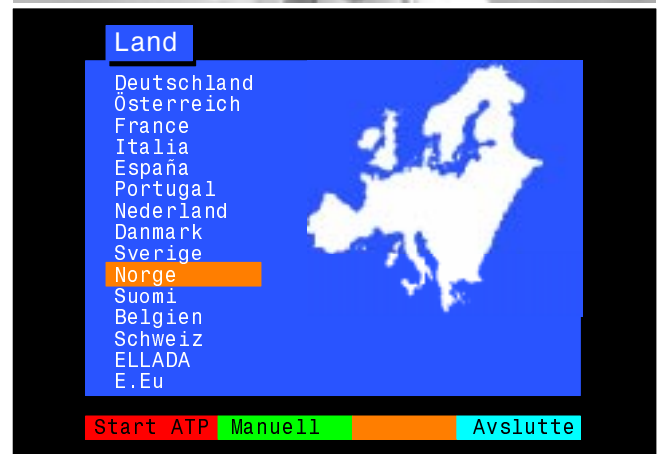 Land
Deutschland
Österreich
France
Italia
España
Portugal
Nederland
Danmark
Sverige
Norge
Suomi
Belgien
Schweiz
ELLADA
E.Eu
Start ATP Manuell Avslutte